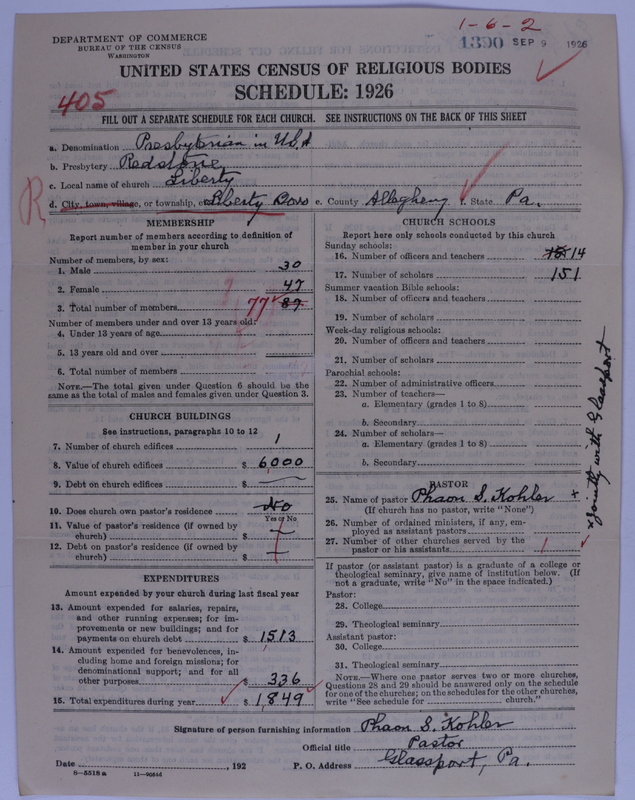 1-6-2
DEPARTMENT OF COMMERCE
BUREAU OF THE CENSUS
WASHINGTON
1390 SEP 9 1926
UNITED STATES CENSUS OF RELIGIOUS BODIES
SCHEDULE: 1926
405
FILL OUT A SEPARATE SCHEDULE FOR EACH CHURCH. SEE INSTRUCTIONS ON THE BACK OF THIS SHEET
a. Denomination Presbyterian in U.S.A
b. Presbytery Redstone
c. Local name of church Liberty
R
d. City, town, village, or township, or Liberty Boro e. County Allegheny f. State Pa.
MEMBERSHIP
Report number of members according to definition of
member in your church
Number of members, by sex:
1. Male 30
2. Female 47
3. Total number of members 77 87
Number of members under and over 13 years old:
4. Under 13 years of age
5. 13 years old and over
6. Total number of members
NOTE.—The total given under Question 6 should be the
same as the total of males and females given under Question 3.
CHURCH BUILDINGS
See instructions, paragraphs 10 to 12
7. Number of church edifices 1
8. Value of church edifices $ 6,000
9. Debt on church edifices $
10. Does church own pastor's residence No
Yes or No
11. Value of pastor's residence (if owned by
church) $
12. Debt on pastor's residence (if owned by
church) $
EXPENDITURES
Amount expended by your church during last fiscal year
13. Amount expended for salaries, repairs,
and other running expenses; for im-
provements or new buildings; and for
payments on church debt $ 1513
14. Amount expended for benevolences, in-
cluding home and foreign missions; for
denominational support; and for all
other purposes $ 336
15. Total expenditures during year $ 1,849
CHURCH SCHOOLS
Report here only schools conducted by this church
Sunday schools:
16. Number of officers and teachers 14
17. Number of scholars 151
Summer vacation Bible schools:
18. Number of officers and teachers
19. Number of scholars
Week-day religious schools:
20. Number of officers and teachers
21. Number of scholars
Parochial schools:
22. Number of administrative officers
23. Number of teachers—
a. Elementary (grades 1 to 8)
b. Secondary
24. Number of scholars—
a. Elementary (grades 1 to 8)
b. Secondary
PASTOR
25. Name of pastor Phaon S. Kohler x
(If church has no pastor, write "None")
26. Number of ordained ministers, if any, em-
ployed as assistant pastors
27. Number of other churches served by the
pastor or his assistants 1
x Jointly with Glassport
If pastor (or assistant pastor) is a graduate of a college or
theological seminary, give name of institution below. (If
not a graduate, write "No" in the space indicated.)
Pastor:
28. College
29. Theological seminary
Assistant pastor:
30. College
31. Theological seminary
NOTE.—Where one pastor serves two or more churches,
Questions 28 and 29 should be answered only on the schedule
for one of the churches; on the schedules for the other churches,
write "See schedule for church."
Signature of person furnishing information Phaon S. Kohler
Official title Pastor
Date , 192 P. O. Address Glassport, Pa.
8—5518a